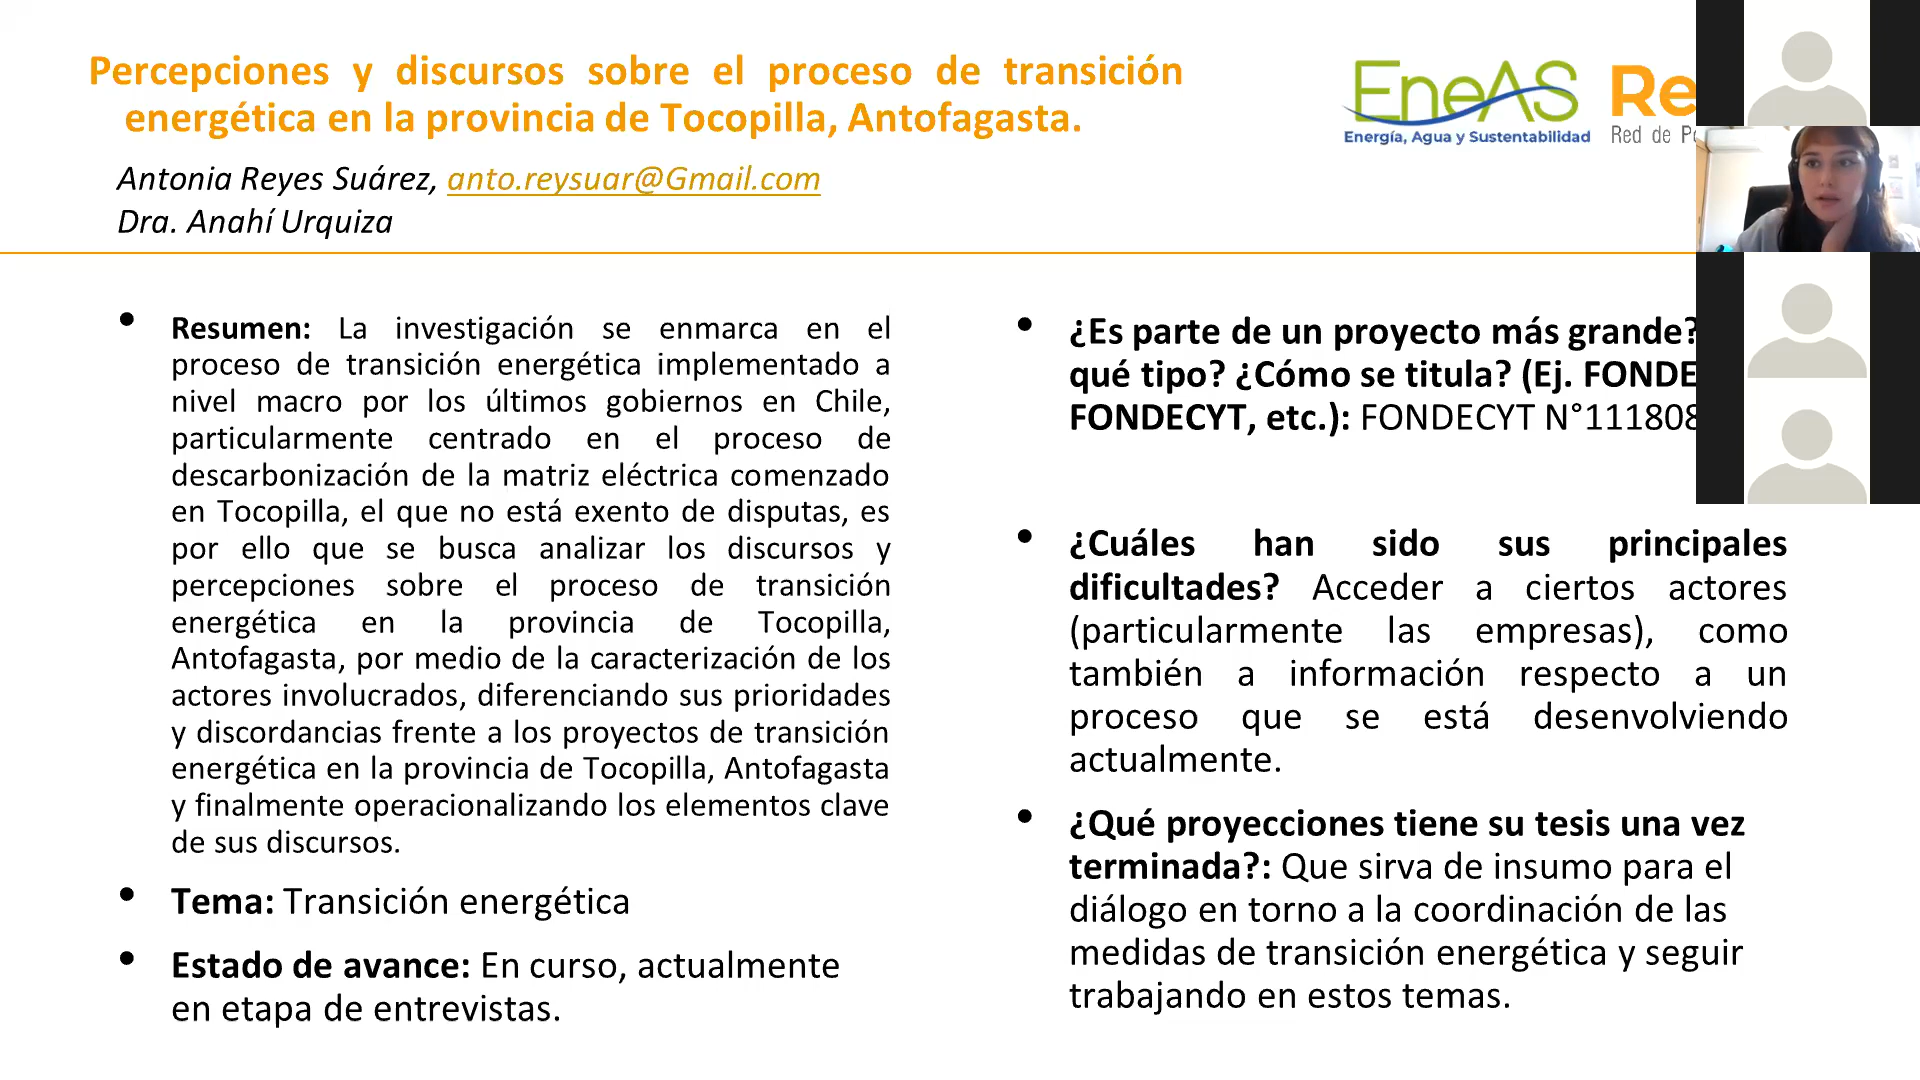 Percepciones y discursos sobre el proceso de transición
energética en la provincia de Tocopilla, Antofagasta.
Antonia Reyes Suárez, anto.reysuar@Gmail.com
Dra. Anahí Urquiza
EneAS
Energía, Agua y Sustentabilidad
Re
Red de
• Resumen: La investigación se enmarca en el
proceso de transición energética implementado a
nivel macro por los últimos gobiernos en Chile,
particularmente centrado en el proceso de
descarbonización de la matriz eléctrica comenzado
en Tocopilla, el que no está exento de disputas, es
por ello que se busca analizar los discursos y
percepciones sobre el proceso de transición
energética en la provincia de Tocopilla,
Antofagasta, por medio de la caracterización de los
actores involucrados, diferenciando sus prioridades
y discordancias frente a los proyectos de transición
energética en la provincia de Tocopilla, Antofagasta
y finalmente operacionalizando los elementos clave
de sus discursos.
• Tema: Transición energética
• Estado de avance: En curso, actualmente
en etapa de entrevistas.
• ¿Es parte de un proyecto más grande?
qué tipo? ¿Cómo se titula? (Ej. FONDE
FONDECYT, etc.): FONDECYT N°111808
• ¿Cuáles han sido sus principales
dificultades? Acceder a ciertos actores
(particularmente las empresas), como
también a información respecto a un
proceso que se está desenvolviendo
actualmente.
• ¿Qué proyecciones tiene su tesis una vez
terminada?: Que sirva de insumo para el
diálogo en torno a la coordinación de las
medidas de transición energética y seguir
trabajando en estos temas.